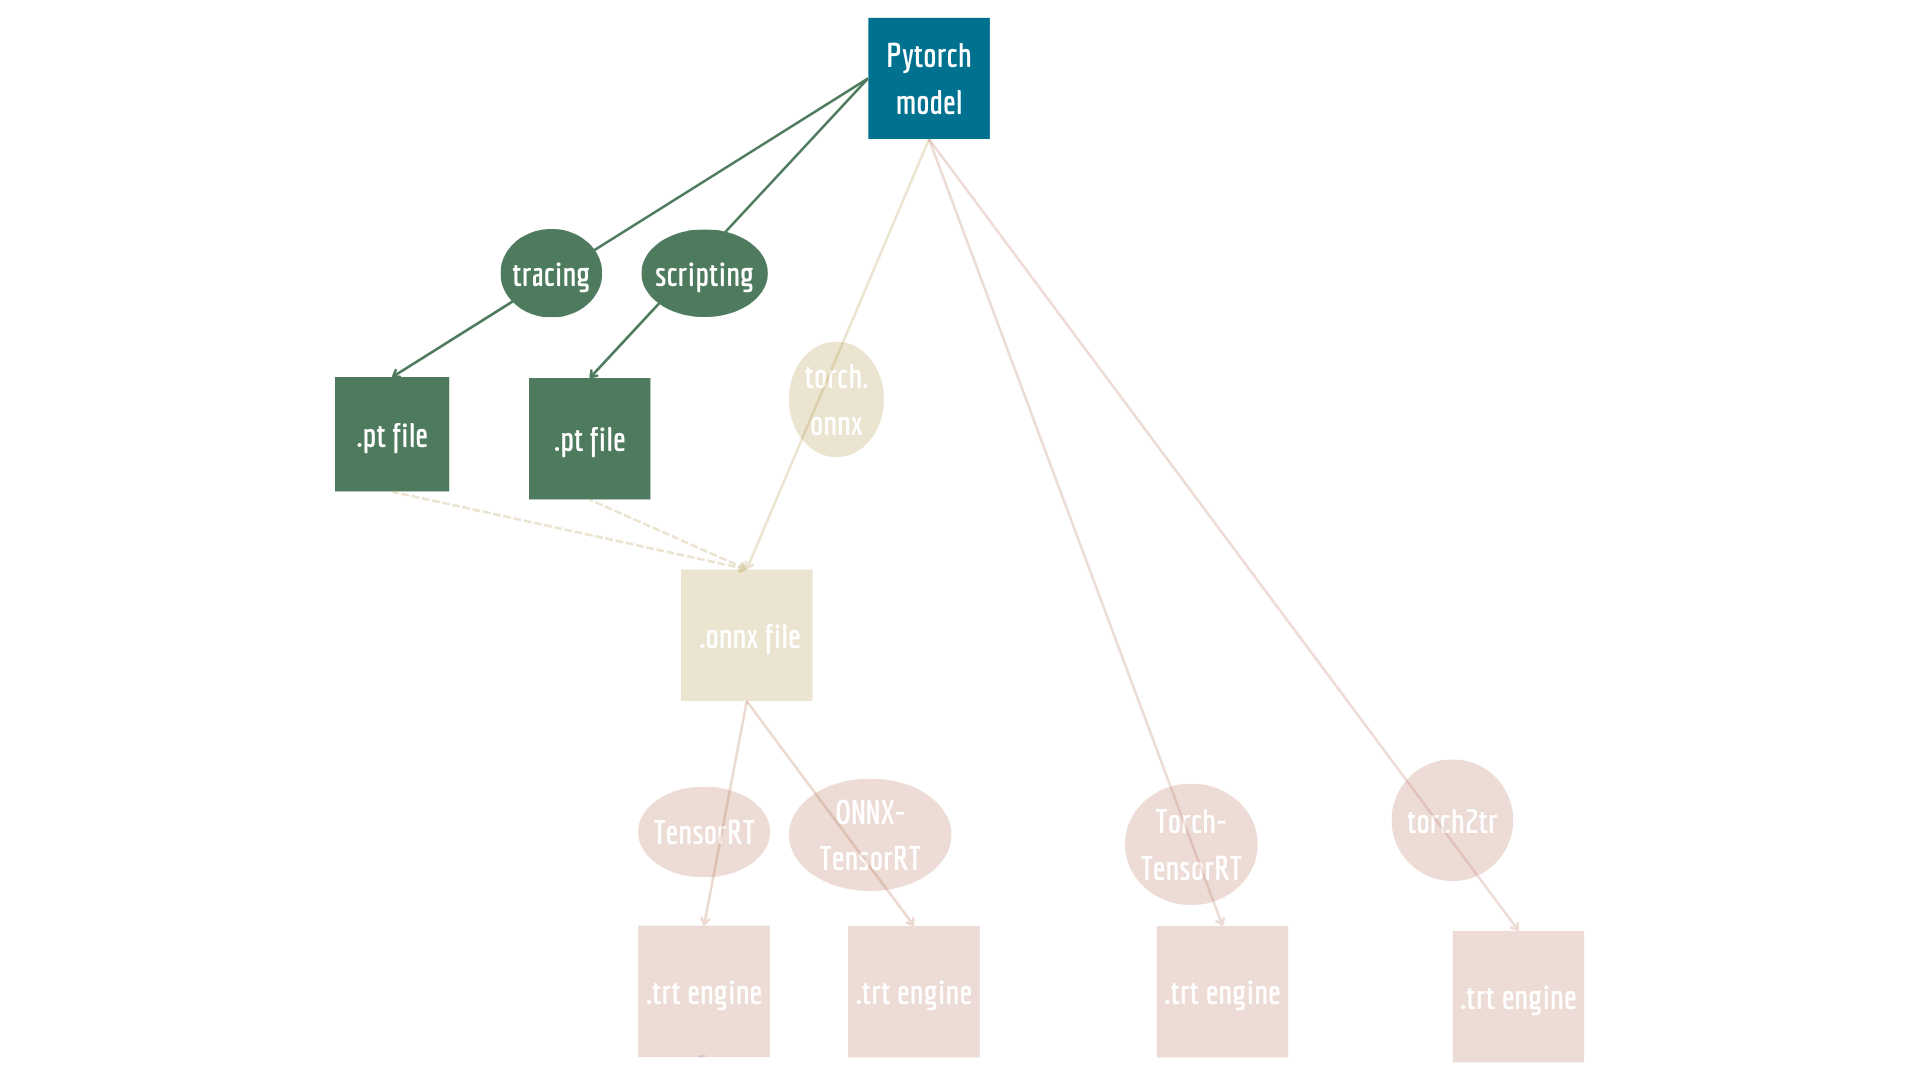 Pytorch
model
tracing
scripting
torch.
onnx
.pt file
.pt file
.onnx file
TensorRT
ONNX-
TensorRT
Torch-
TensorRT
torch2tr
.trt engine
.trt engine
.trt engine
.trt engine